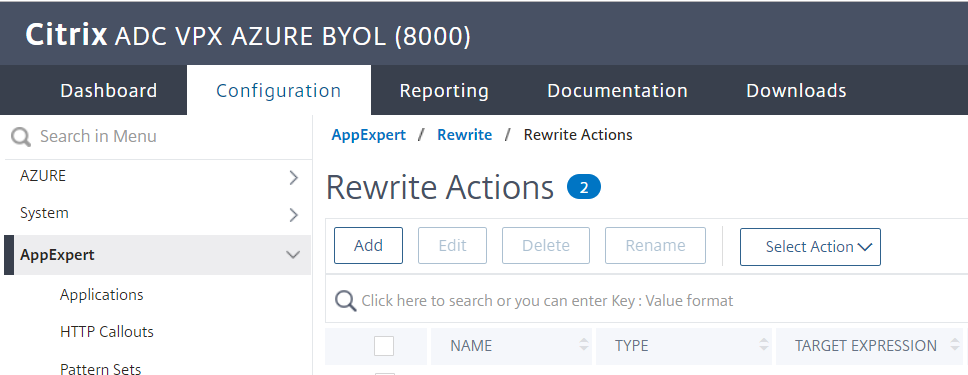 Citrix ADC VPX AZURE BYOL (8000)
Dashboard Configuration Reporting Documentation Downloads
Search in Menu
AZURE
System
AppExpert
Applications
HTTP Callouts
Pattern Sets
AppExpert / Rewrite / Rewrite Actions
Rewrite Actions 2
Add Edit Delete Rename Select Action
Click here to search or you can enter Key : Value format
NAME TYPE TARGET EXPRESSION